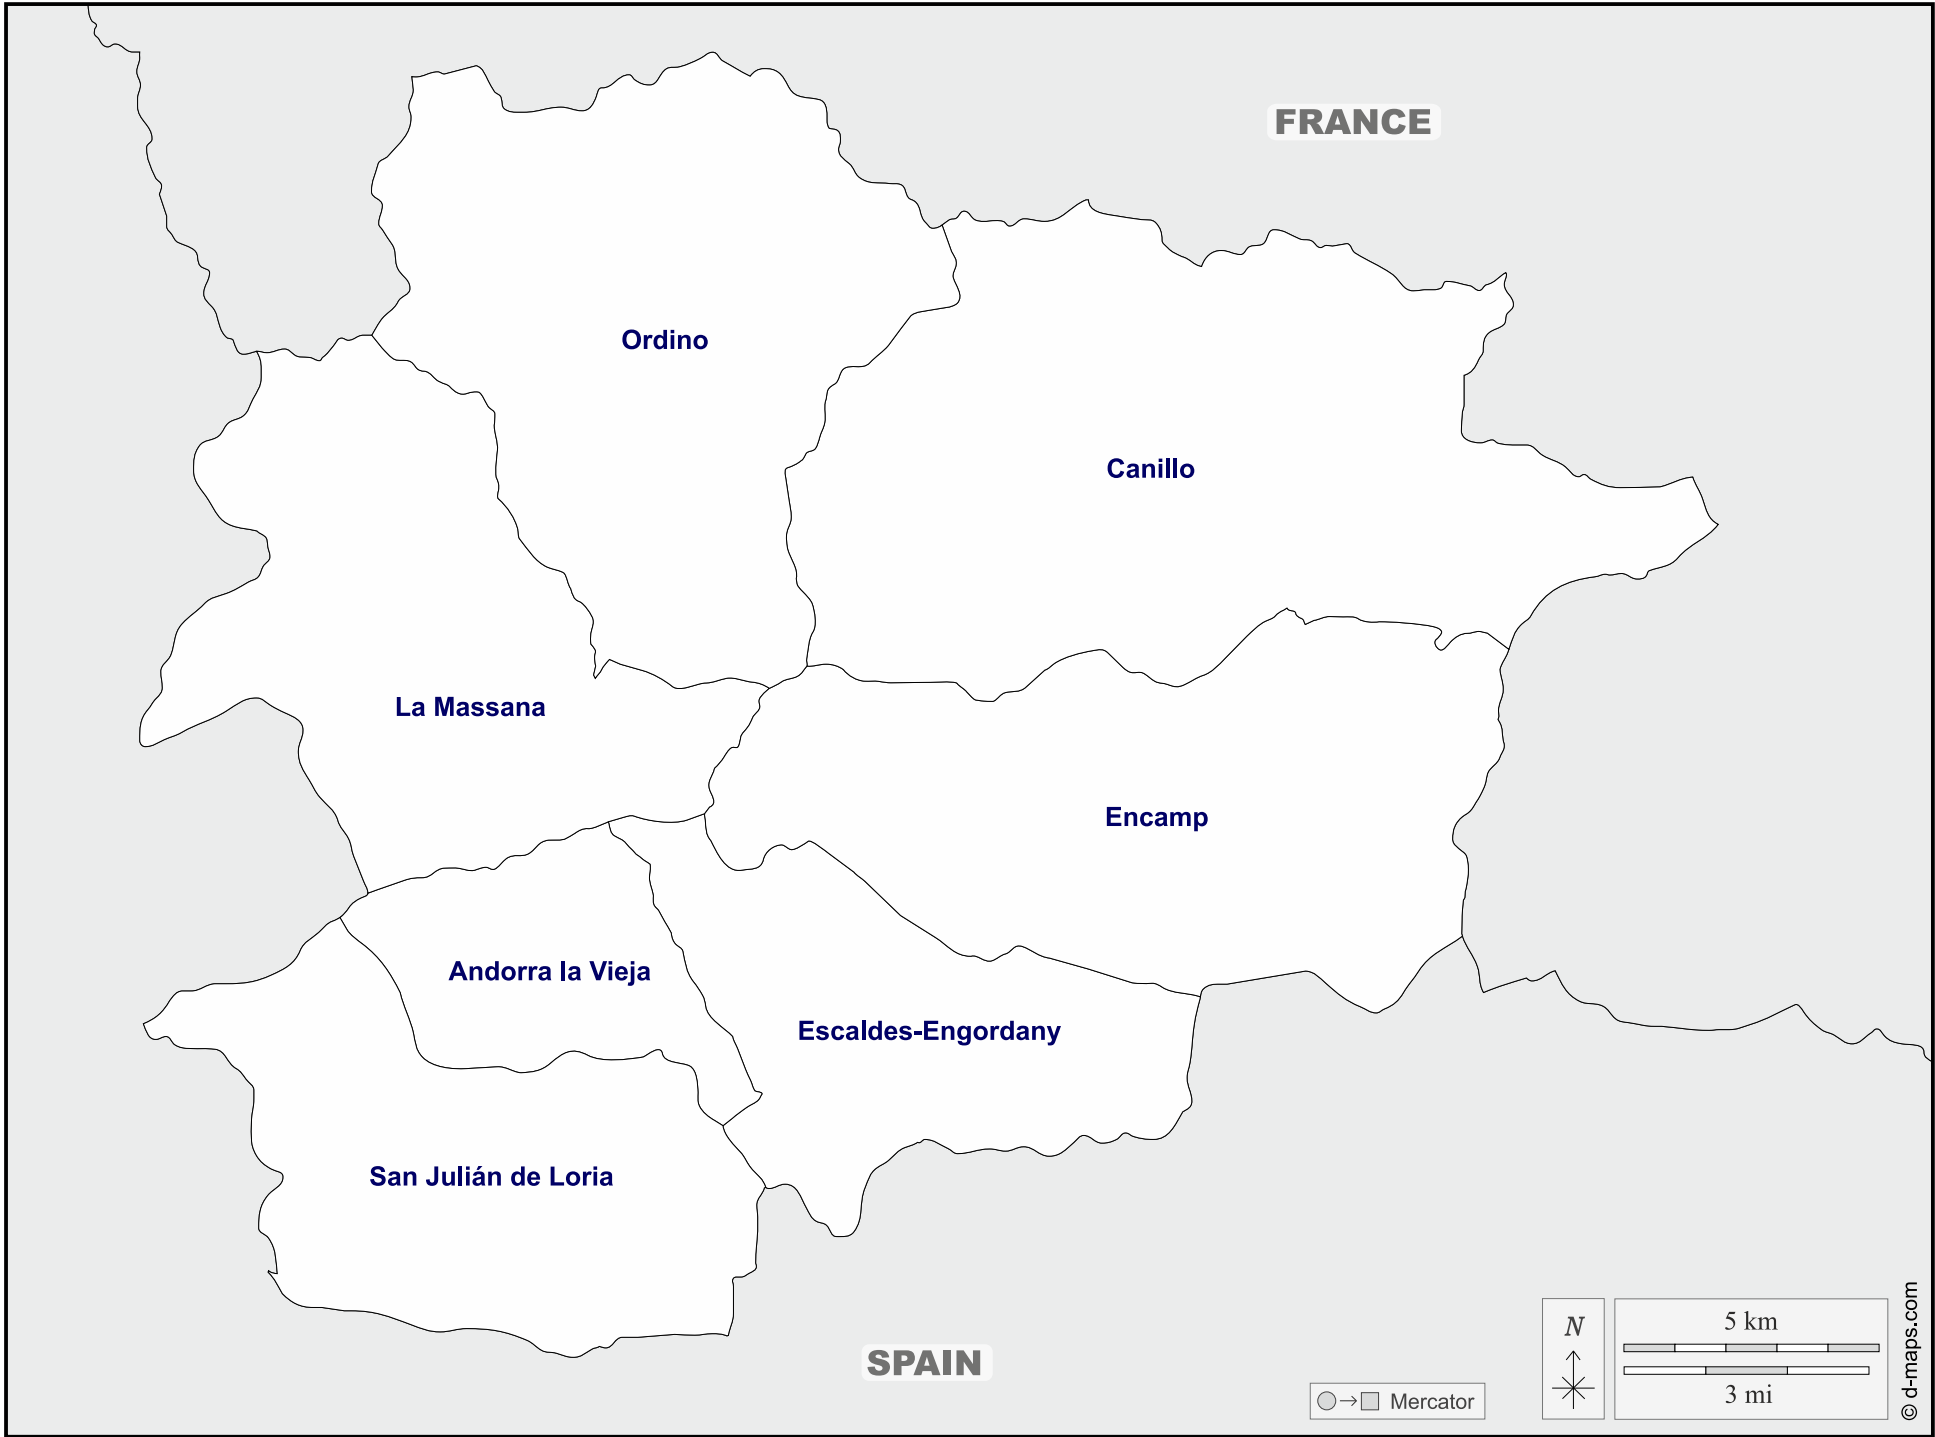 FRANCE
Ordino
Canillo
La Massana
Encamp
Andorra la Vieja
Escaldes-Engordany
San Julián de Loria
SPAIN
Mercator
N
5 km
3 mi
© d-maps.com